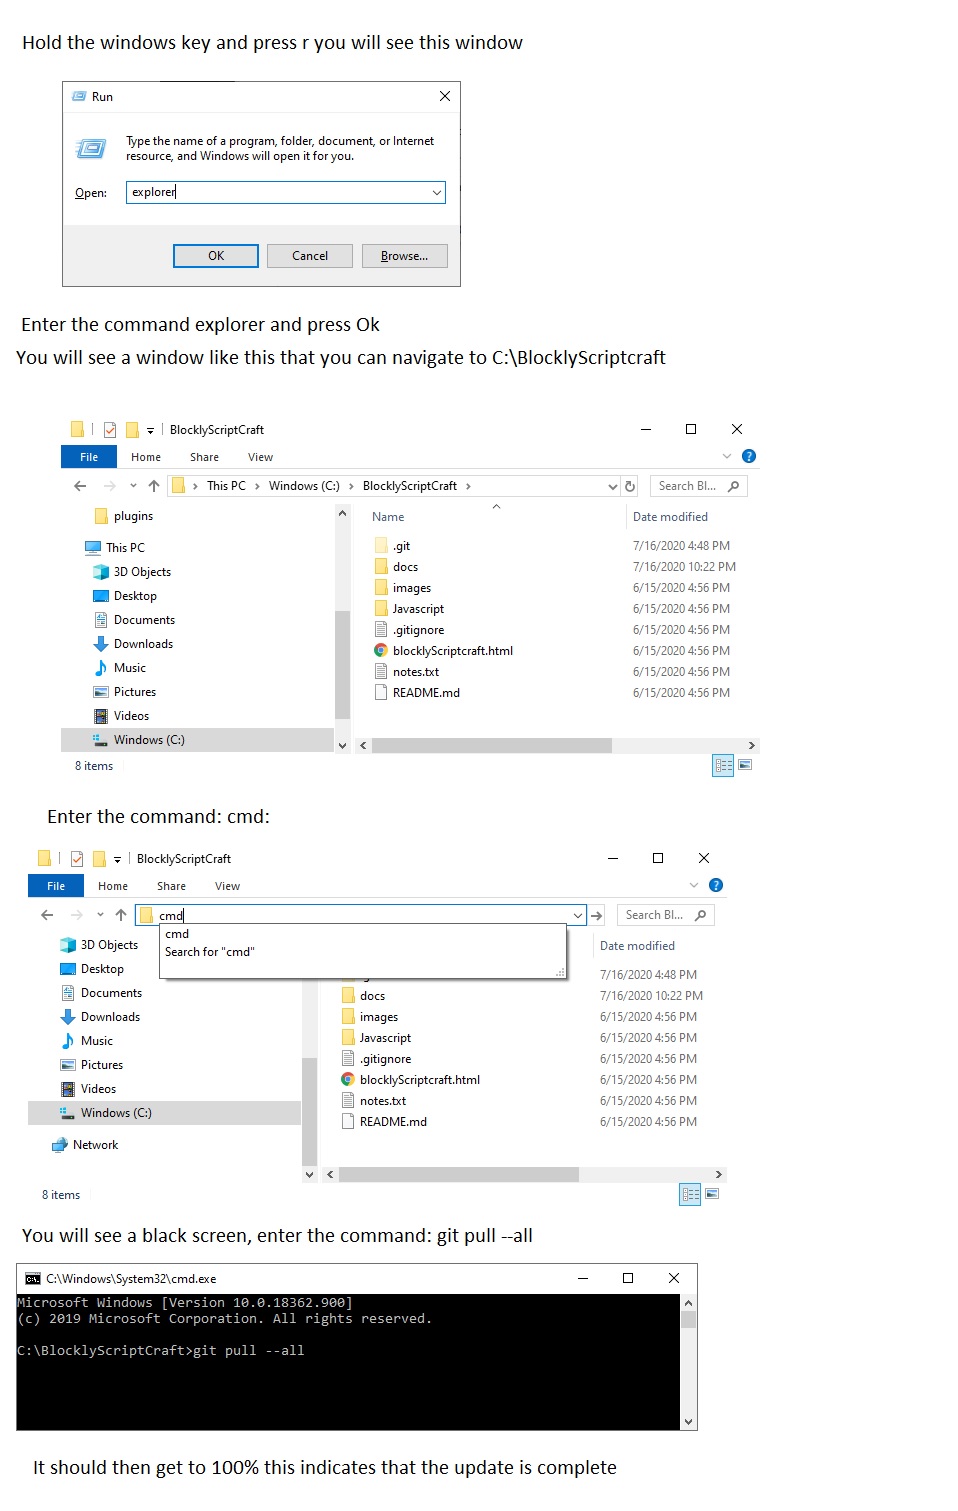 Hold the windows key and press r you will see this window
Run
Type the name of a program, folder, document, or Internet
resource, and Windows will open it for you.
Open: explorer
OK Cancel Browse...
Enter the command explorer and press Ok
You will see a window like this that you can navigate to C:\BlocklyScriptcraft
BlocklyScriptCraft
File Home Share View
This PC > Windows (C:) > BlocklyScriptCraft > Search Bl...
plugins
This PC
3D Objects
Desktop
Documents
Downloads
Music
Pictures
Videos
Windows (C:)
Name Date modified
.git 7/16/2020 4:48 PM
docs 7/16/2020 10:22 PM
images 6/15/2020 4:56 PM
Javascript 6/15/2020 4:56 PM
.gitignore 6/15/2020 4:56 PM
blocklyScriptcraft.html 6/15/2020 4:56 PM
notes.txt 6/15/2020 4:56 PM
README.md 6/15/2020 4:56 PM
8 items
Enter the command: cmd:
BlocklyScriptCraft
File Home Share View
cmd Search Bl...
cmd
Search for "cmd"
3D Objects
Desktop
Documents
Downloads
Music
Pictures
Videos
Windows (C:)
Network
Date modified
7/16/2020 4:48 PM
docs 7/16/2020 10:22 PM
images 6/15/2020 4:56 PM
Javascript 6/15/2020 4:56 PM
.gitignore 6/15/2020 4:56 PM
blocklyScriptcraft.html 6/15/2020 4:56 PM
notes.txt 6/15/2020 4:56 PM
README.md 6/15/2020 4:56 PM
8 items
You will see a black screen, enter the command: git pull --all
C:\Windows\System32\cmd.exe
Microsoft Windows [Version 10.0.18362.900]
(c) 2019 Microsoft Corporation. All rights reserved.
C:\BlocklyScriptCraft>git pull --all
It should then get to 100% this indicates that the update is complete